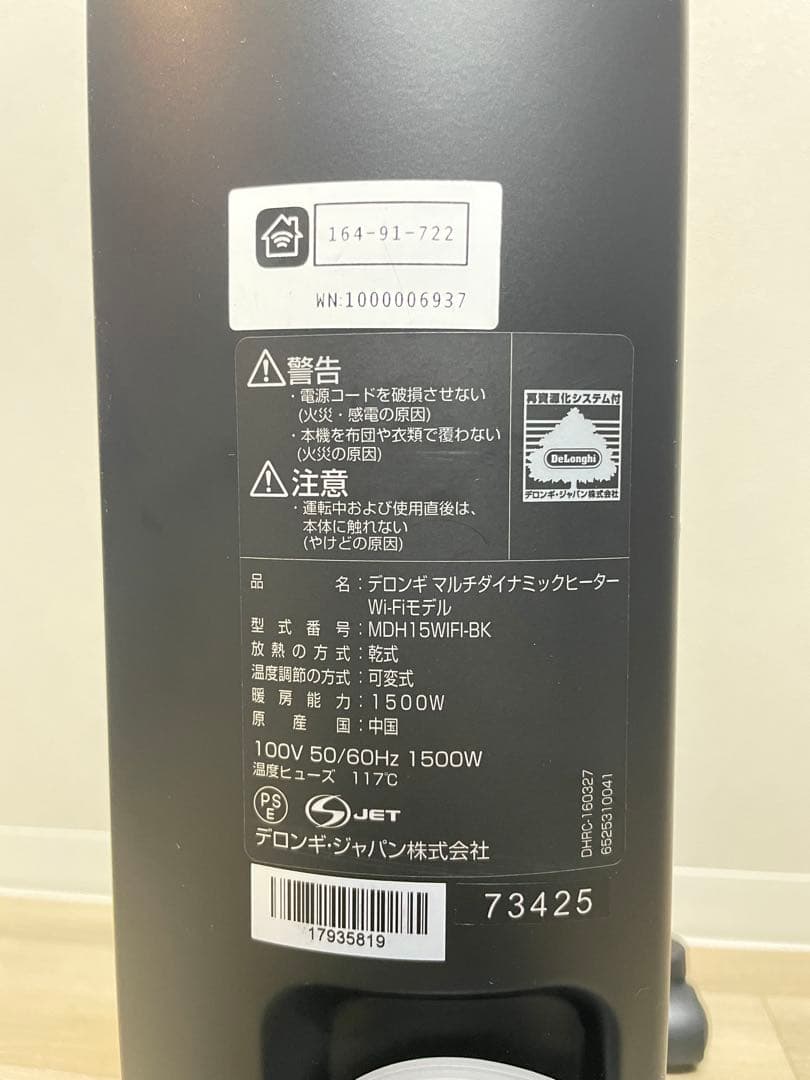 164-91-722
WN:1000006937
警告
・電源コードを破損させない
(火災・感電の原因)
・本機を布団や衣類で覆わない
(火災の原因)
注意
・運転中および使用直後は、
本体に触れない
(やけどの原因)
再資源化システム付
DeLonghi
デロンギ・ジャパン株式会社
品名:デロンギ マルチダイナミックヒーター
Wi-Fiモデル
型式番号:MDH15WIFI-BK
放熱の方式:乾式
温度調節の方式:可変式
暖房能力:1500W
原産国:中国
100V 50/60Hz 1500W
温度ヒューズ 117℃
PS
E
S JET
デロンギ・ジャパン株式会社
DHRC-160327
6525310041
17935819
73425